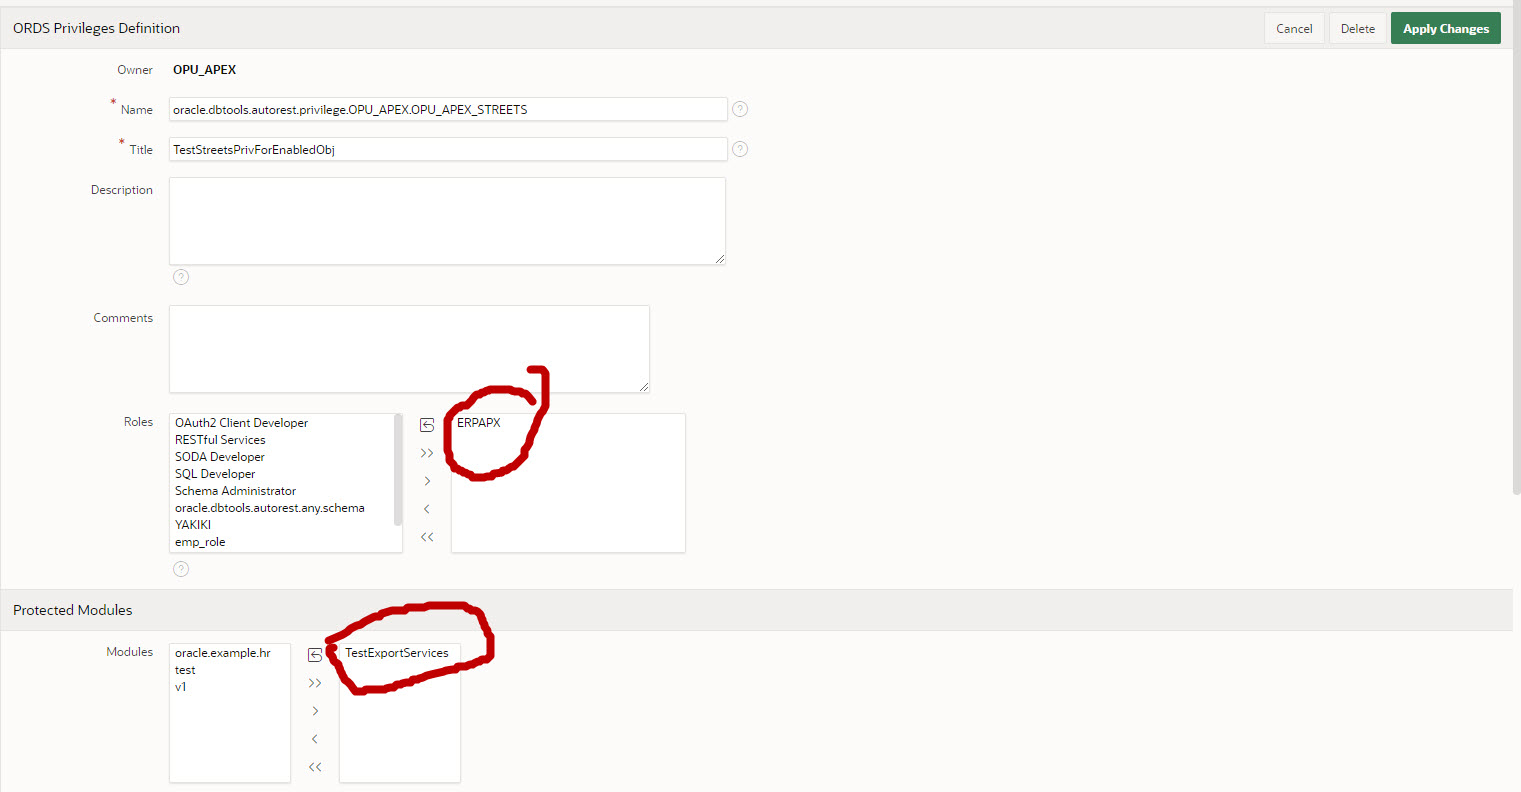 ORDS Privileges Definition
Cancel
Delete
Apply Changes
Owner OPU_APEX
* Name oracle.dbtools.autorest.privilege.OPU_APEX.OPU_APEX_STREETS ?
* Title TestStreetsPrivForEnabledObj ?
Description
?
Comments
Roles
OAuth2 Client Developer
RESTful Services
SODA Developer
SQL Developer
Schema Administrator
oracle.dbtools.autorest.any.schema
YAKIKI
emp_role
>>
>
<
<<
ERPAPX
?
Protected Modules
Modules
oracle.example.hr
test
v1
>>
>
<
<<
TestExportServices